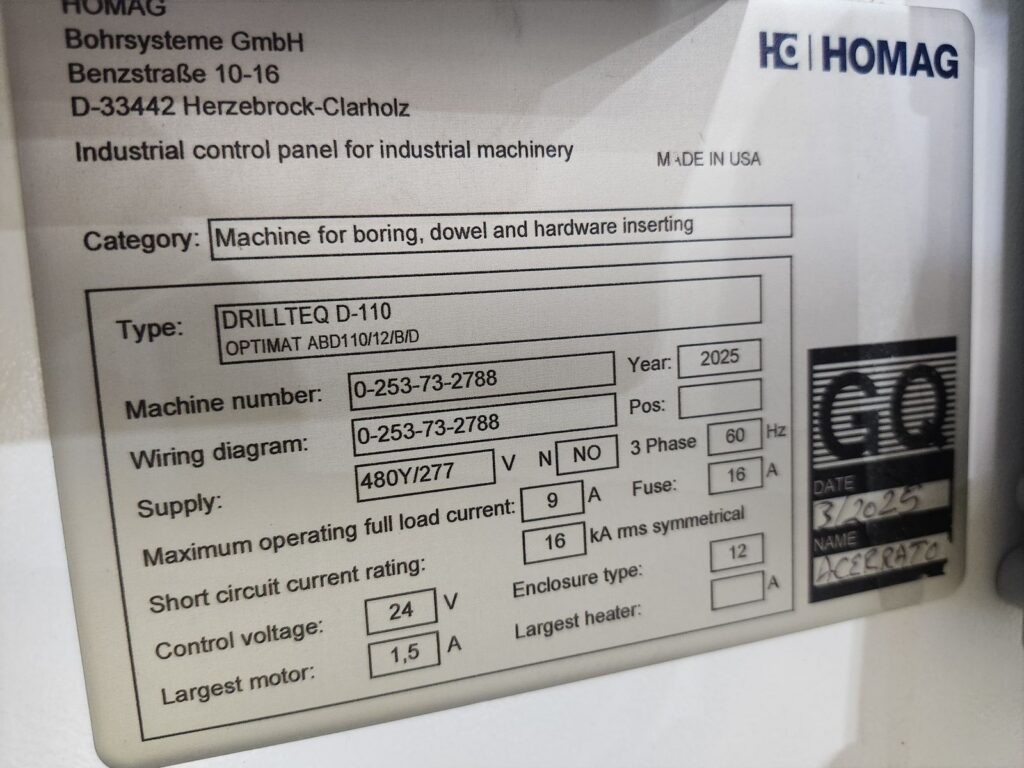 HOMAG
Bohrsysteme GmbH
Benzstraße 10-16
D-33442 Herzebrock-Clarholz
HOMAG
Industrial control panel for industrial machinery
MADE IN USA
Category: Machine for boring, dowel and hardware inserting
Type: DRILLTEQ D-110
OPTIMAT ABD110/12/B/D
Machine number: 0-253-73-2788 Year: 2025
Wiring diagram: 0-253-73-2788 Pos:
Supply: 480Y/277 V N NO 3 Phase 60 Hz
Maximum operating full load current: 9 A Fuse: 16 A
Short circuit current rating: 16 kA rms symmetrical
Control voltage: 24 V Enclosure type: 12
Largest motor: 1,5 A Largest heater: A
GQ
DATE
3/2025
NAME
ACERRATO